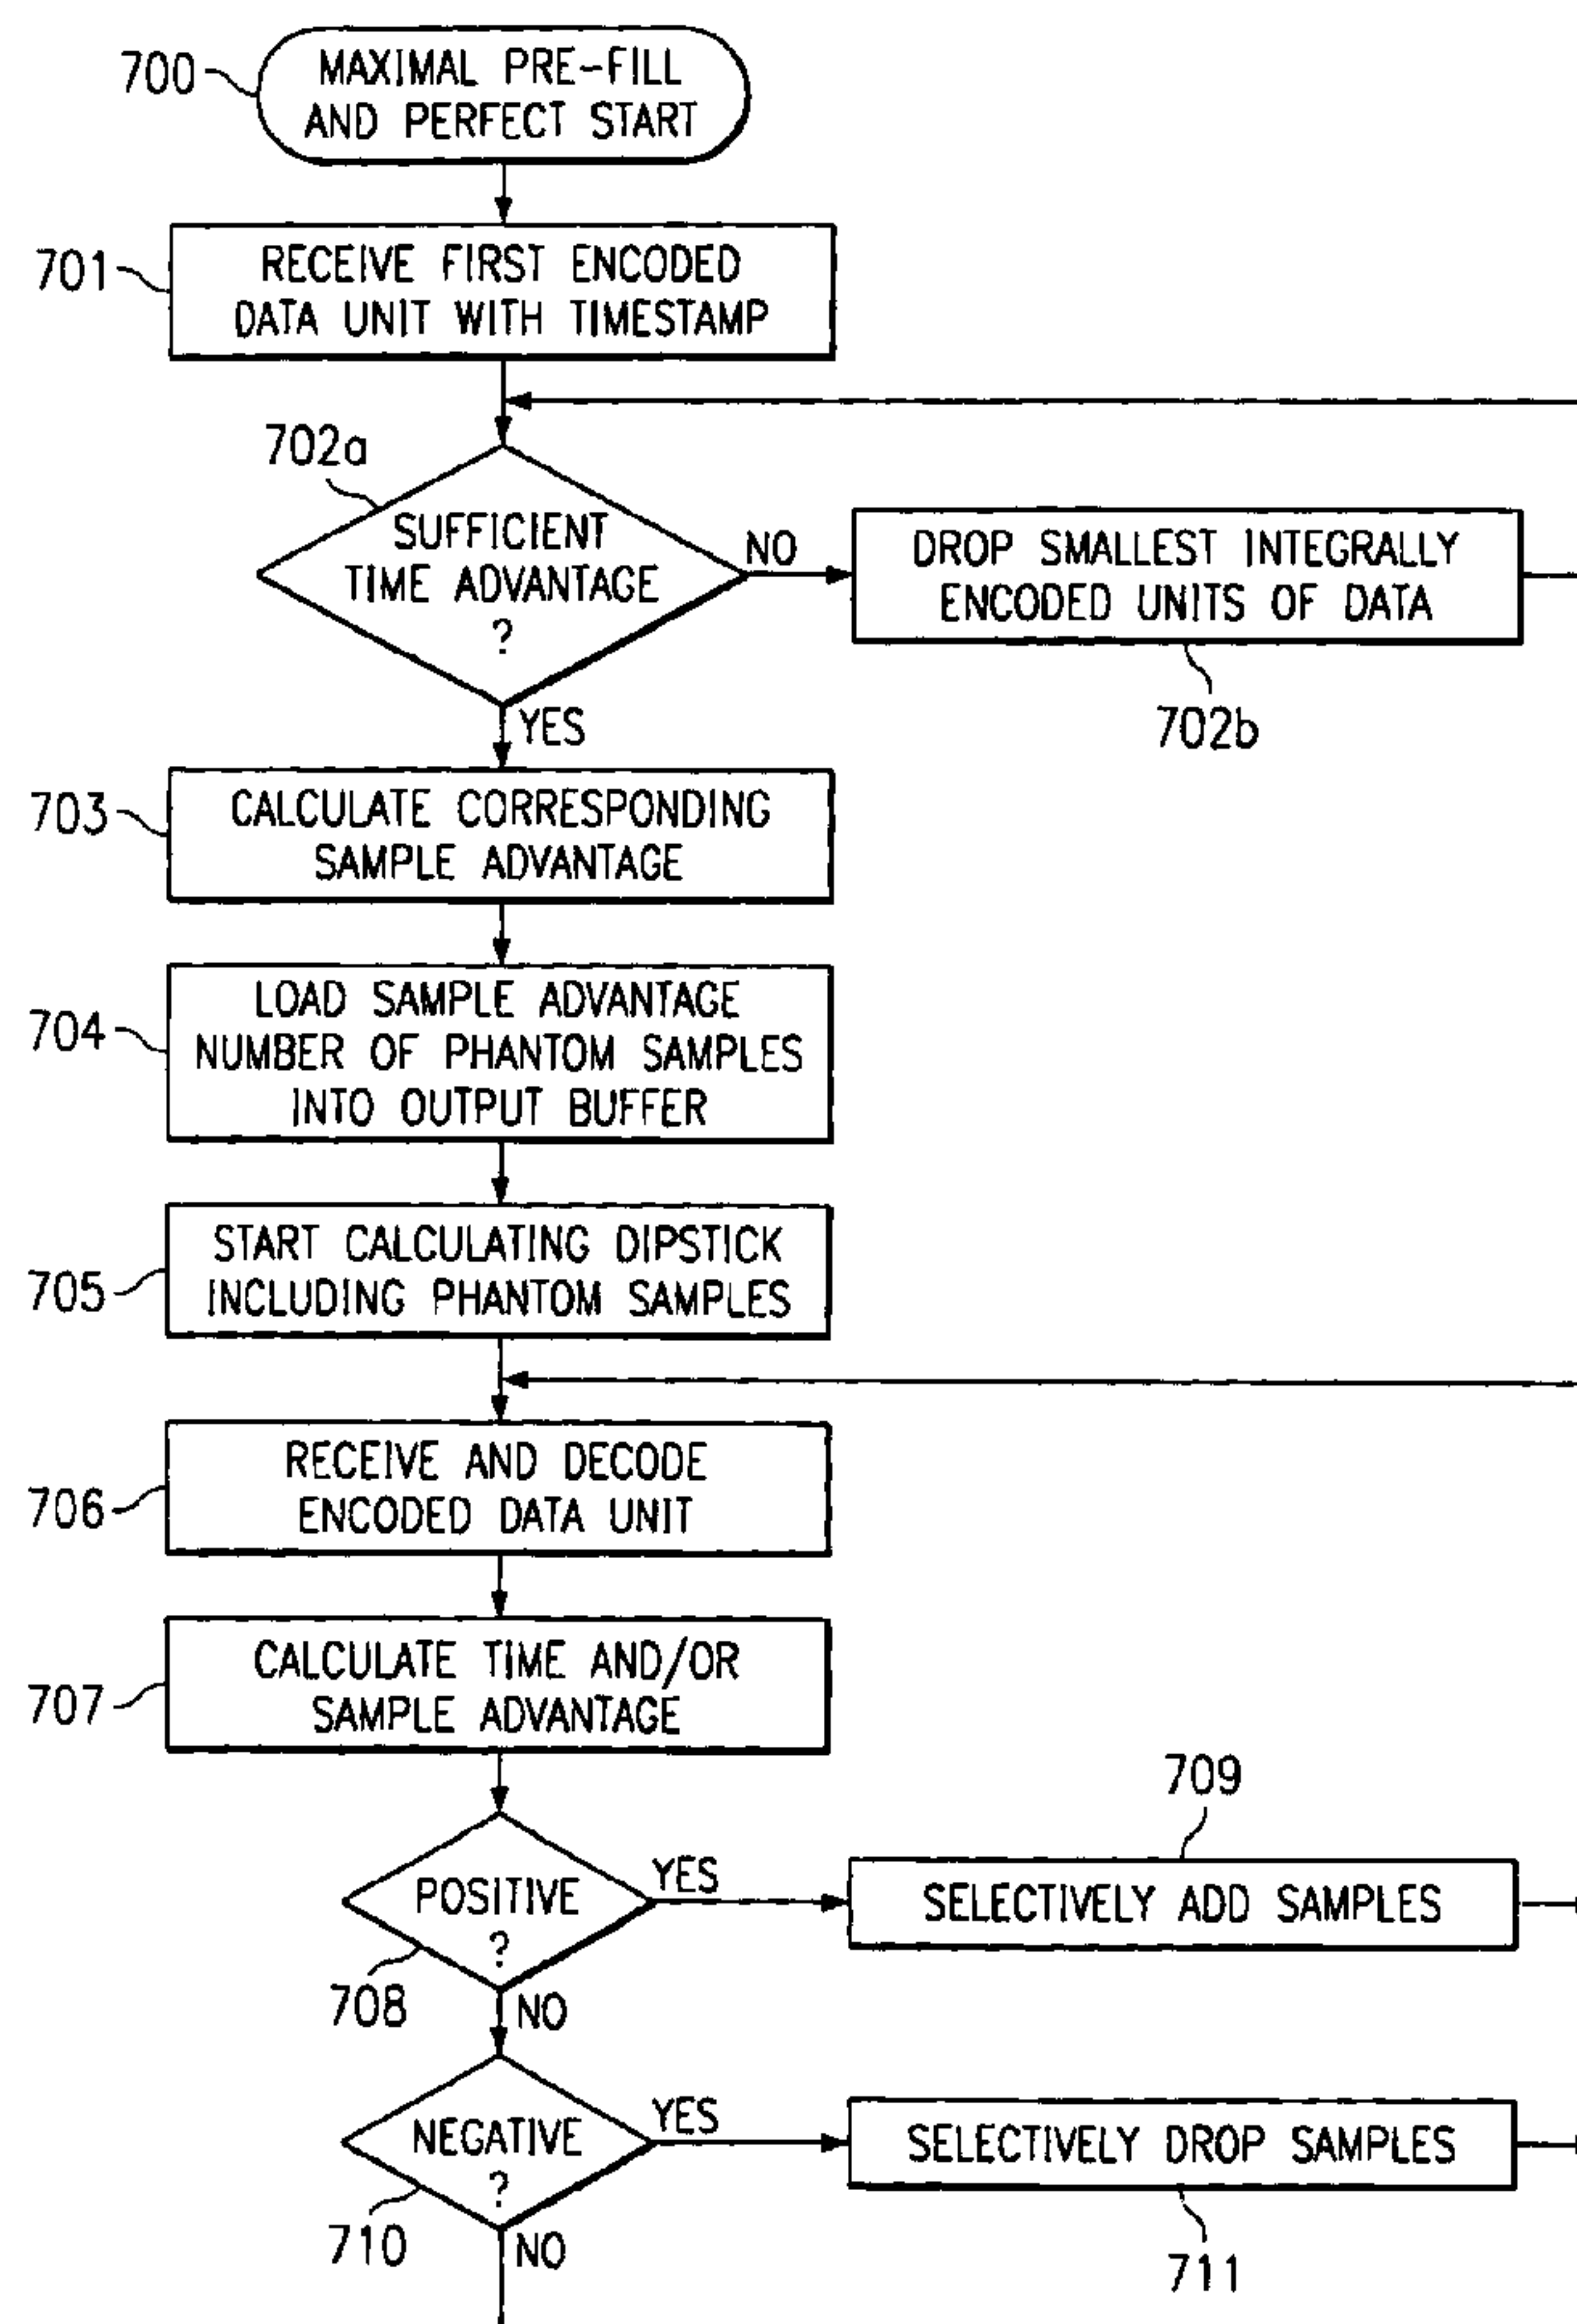 700
MAXIMAL PRE-FILL
AND PERFECT START
701
RECEIVE FIRST ENCODED
DATA UNIT WITH TIMESTAMP
702a
SUFFICIENT
TIME ADVANTAGE
?
NO
DROP SMALLEST INTEGRALLY
ENCODED UNITS OF DATA
702b
YES
703
CALCULATE CORRESPONDING
SAMPLE ADVANTAGE
704
LOAD SAMPLE ADVANTAGE
NUMBER OF PHANTOM SAMPLES
INTO OUTPUT BUFFER
705
START CALCULATING DIPSTICK
INCLUDING PHANTOM SAMPLES
706
RECEIVE AND DECODE
ENCODED DATA UNIT
707
CALCULATE TIME AND/OR
SAMPLE ADVANTAGE
708
POSITIVE
?
YES
709
SELECTIVELY ADD SAMPLES
NO
710
NEGATIVE
?
YES
SELECTIVELY DROP SAMPLES
711
NO